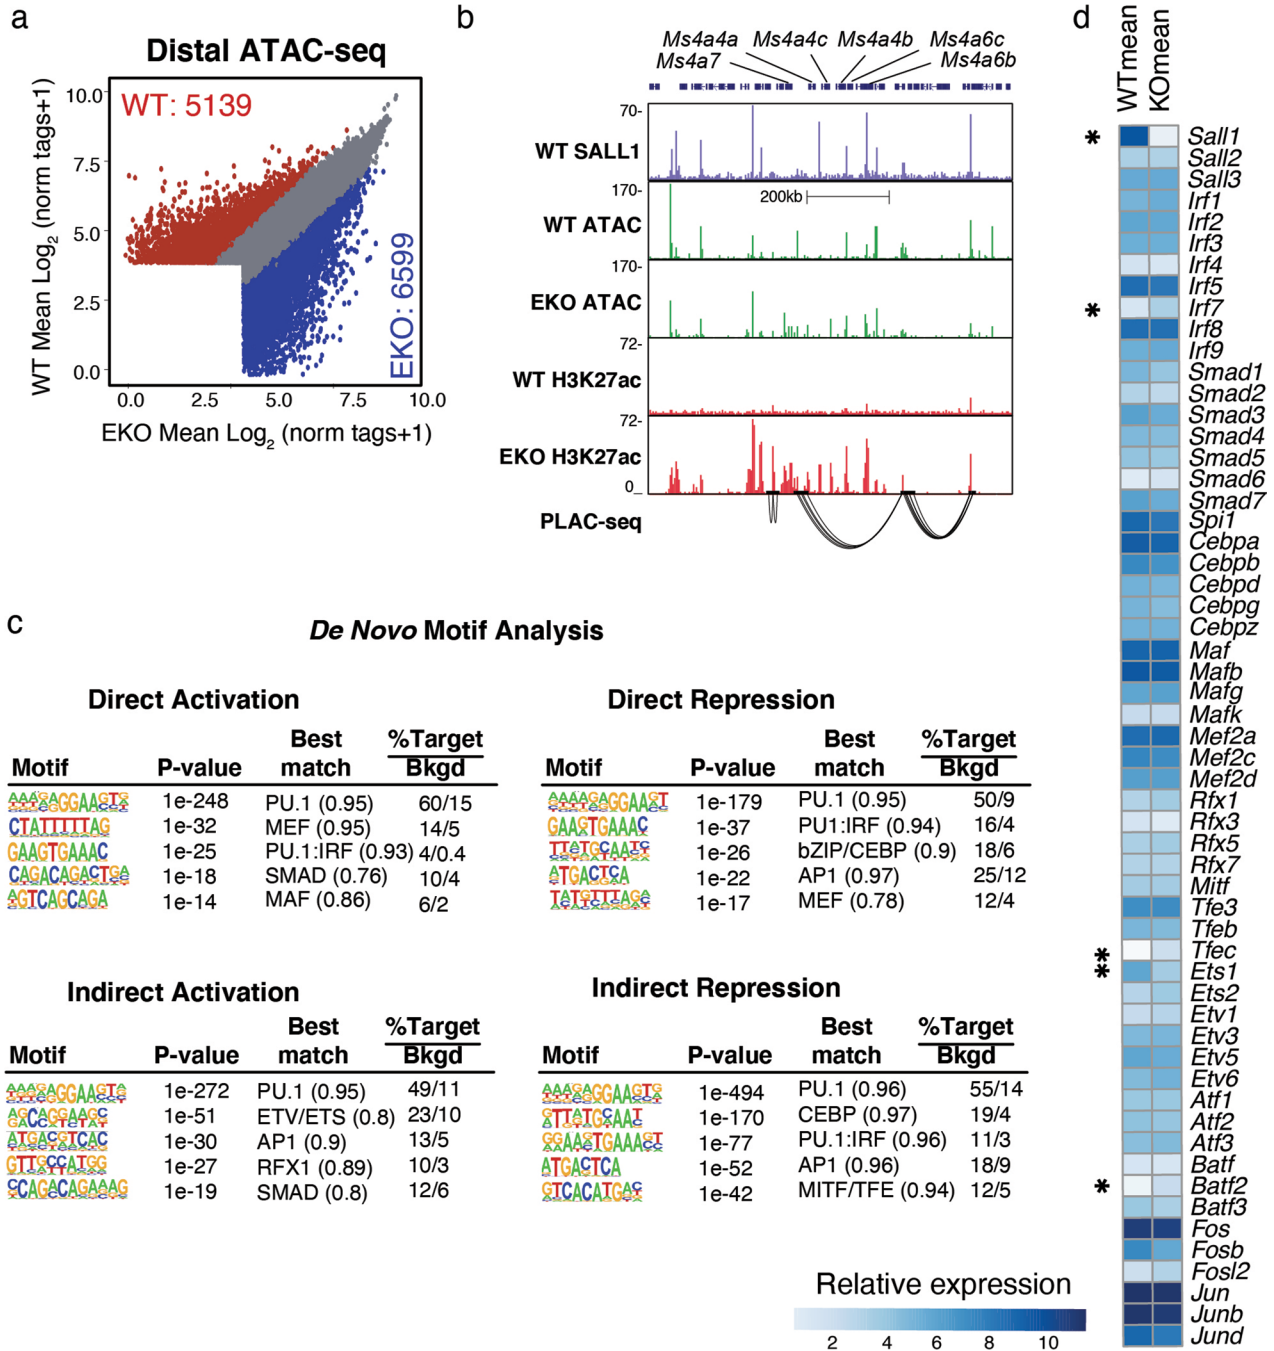 a
Distal ATAC-seq
WT: 5139
EKO: 6599
10.0
7.5
5.0
2.5
0.0
WT Mean Log2 (norm tags+1)
0.0 2.5 5.0 7.5 10.0
EKO Mean Log2 (norm tags+1)
b
Ms4a4a Ms4a4c Ms4a4b Ms4a6c
Ms4a7 Ms4a6b
70-
WT SALL1
170-
200kb
WT ATAC
170-
EKO ATAC
72-
WT H3K27ac
72-
EKO H3K27ac
0_
PLAC-seq
c
De Novo Motif Analysis
Direct Activation
Motif P-value Best match %Target Bkgd
1e-248 PU.1 (0.95) 60/15
CTATTTTTAG 1e-32 MEF (0.95) 14/5
GAAGTGAAAC 1e-25 PU.1:IRF (0.93) 4/0.4
CAGACAGACTGA 1e-18 SMAD (0.76) 10/4
AGTCAGCAGA 1e-14 MAF (0.86) 6/2
Direct Repression
Motif P-value Best match %Target Bkgd
1e-179 PU.1 (0.95) 50/9
GAAGTGAAAC 1e-37 PU1:IRF (0.94) 16/4
1e-26 bZIP/CEBP (0.9) 18/6
ATGACTCA 1e-22 AP1 (0.97) 25/12
1e-17 MEF (0.78) 12/4
Indirect Activation
Motif P-value Best match %Target Bkgd
1e-272 PU.1 (0.95) 49/11
1e-51 ETV/ETS (0.8) 23/10
ATGACGTCAC 1e-30 AP1 (0.9) 13/5
GTTGCCATGG 1e-27 RFX1 (0.89) 10/3
CCAGACAGAAAG 1e-19 SMAD (0.8) 12/6
Indirect Repression
Motif P-value Best match %Target Bkgd
1e-494 PU.1 (0.96) 55/14
1e-170 CEBP (0.97) 19/4
1e-77 PU.1:IRF (0.96) 11/3
ATGACTCA 1e-52 AP1 (0.96) 18/9
1e-42 MITF/TFE (0.94) 12/5
d
WTmean
KOmean
* Sall1
Sall2
Sall3
Irf1
Irf2
Irf3
Irf4
Irf5
* Irf7
Irf8
Irf9
Smad1
Smad2
Smad3
Smad4
Smad5
Smad6
Smad7
Spi1
Cebpa
Cebpb
Cebpd
Cebpg
Cebpz
Maf
Mafb
Mafg
Mafk
Mef2a
Mef2c
Mef2d
Rfx1
Rfx3
Rfx5
Rfx7
Mitf
Tfe3
Tfeb
* Tfec
* Ets1
Ets2
Etv1
Etv3
Etv5
Etv6
Atf1
Atf2
Atf3
Batf
* Batf2
Batf3
Fos
Fosb
Fosl2
Jun
Junb
Jund
Relative expression
2 4 6 8 10